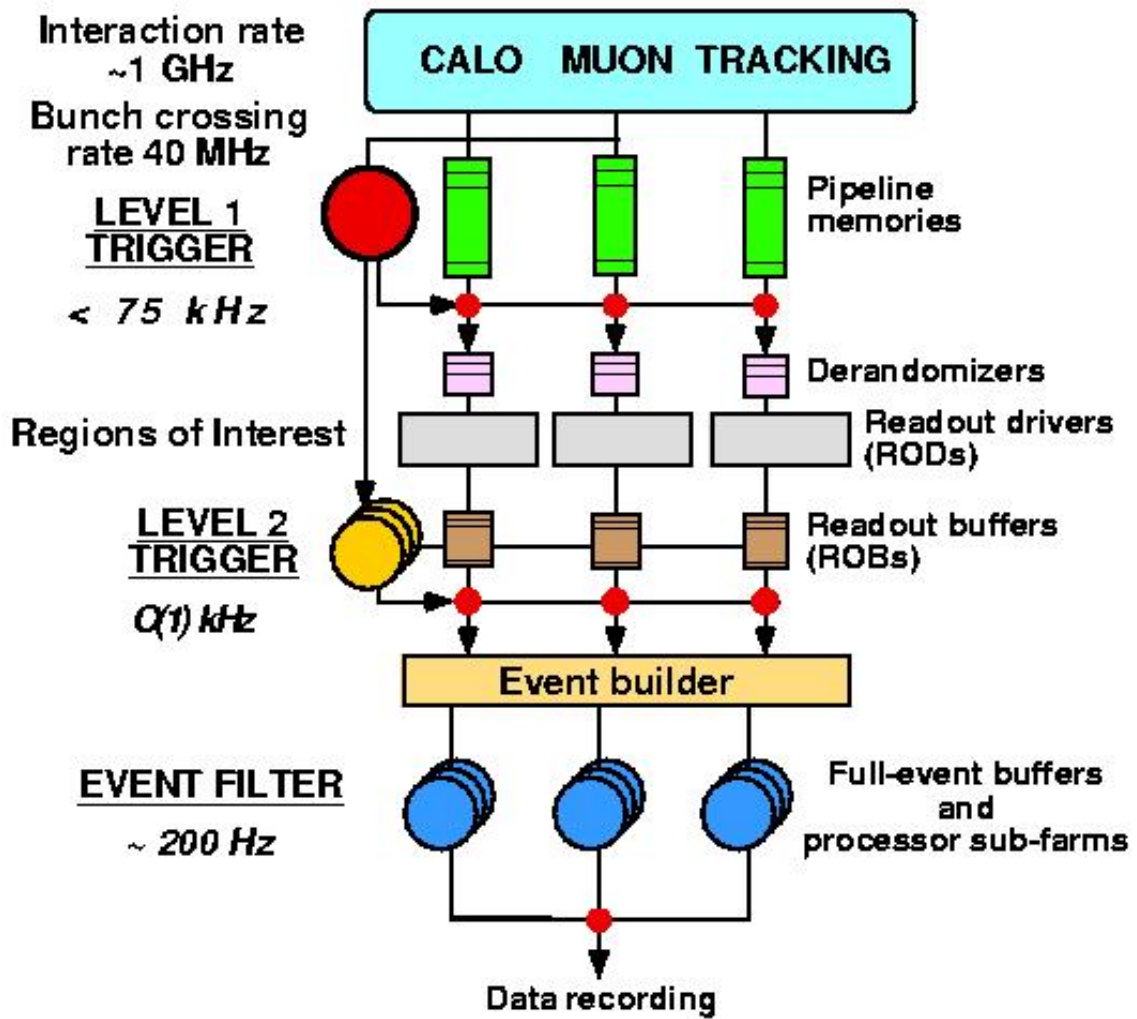 Interaction rate
~1 GHz
CALO MUON TRACKING
Bunch crossing
rate 40 MHz
LEVEL 1
TRIGGER
< 75 kHz
Pipeline
memories
Derandomizers
Regions of Interest
Readout drivers
(RODs)
LEVEL 2
TRIGGER
O(1) kHz
Readout buffers
(ROBs)
Event builder
EVENT FILTER
~ 200 Hz
Full-event buffers
and
processor sub-farms
Data recording